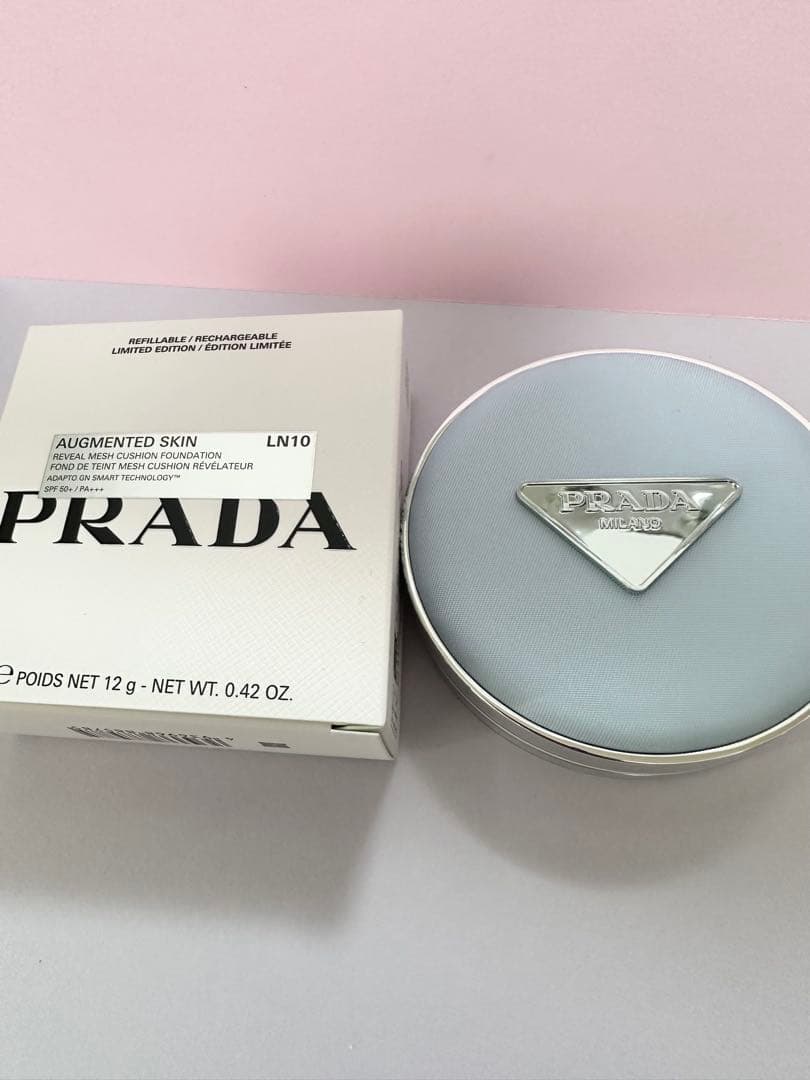 REFILLABLE / RECHARGEABLE
LIMITED EDITION / ÉDITION LIMITÉE
AUGMENTED SKIN LN10
REVEAL MESH CUSHION FOUNDATION
FOND DE TEINT MESH CUSHION RÉVÉLATEUR
ADAPTO.GN SMART TECHNOLOGY™
SPF 50+ / PA+++
PRADA
℮ POIDS NET 12 g - NET WT. 0.42 OZ.
PRADA
MILANO